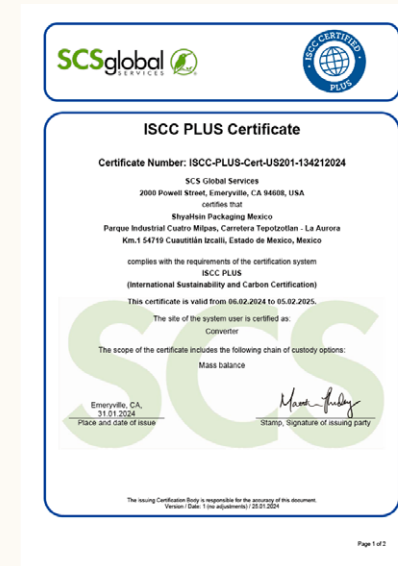 SCSglobal
SERVICES
ISCC CERTIFIED
PLUS
ISCC PLUS Certificate
Certificate Number: ISCC-PLUS-Cert-US201-134212024
SCS Global Services
2000 Powell Street, Emeryville, CA 94608, USA
certifies that
ShyaHsin Packaging Mexico
Parque Industrial Cuatro Milpas, Carretera Tepotzotlan - La Aurora
Km.1 54719 Cuautitlán Izcalli, Estado de Mexico, Mexico
complies with the requirements of the certification system
ISCC PLUS
(International Sustainability and Carbon Certification)
This certificate is valid from 06.02.2024 to 05.02.2025.
The site of the system user is certified as:
Converter
The scope of the certificate includes the following chain of custody options:
Mass balance
SCS
Emeryville, CA,
31.01.2024
Place and date of issue
Stamp, Signature of issuing party
The issuing Certification Body is responsible for the accuracy of this document.
Version / Date: 1 (no adjustments) / 25.01.2024
Page 1 of 2